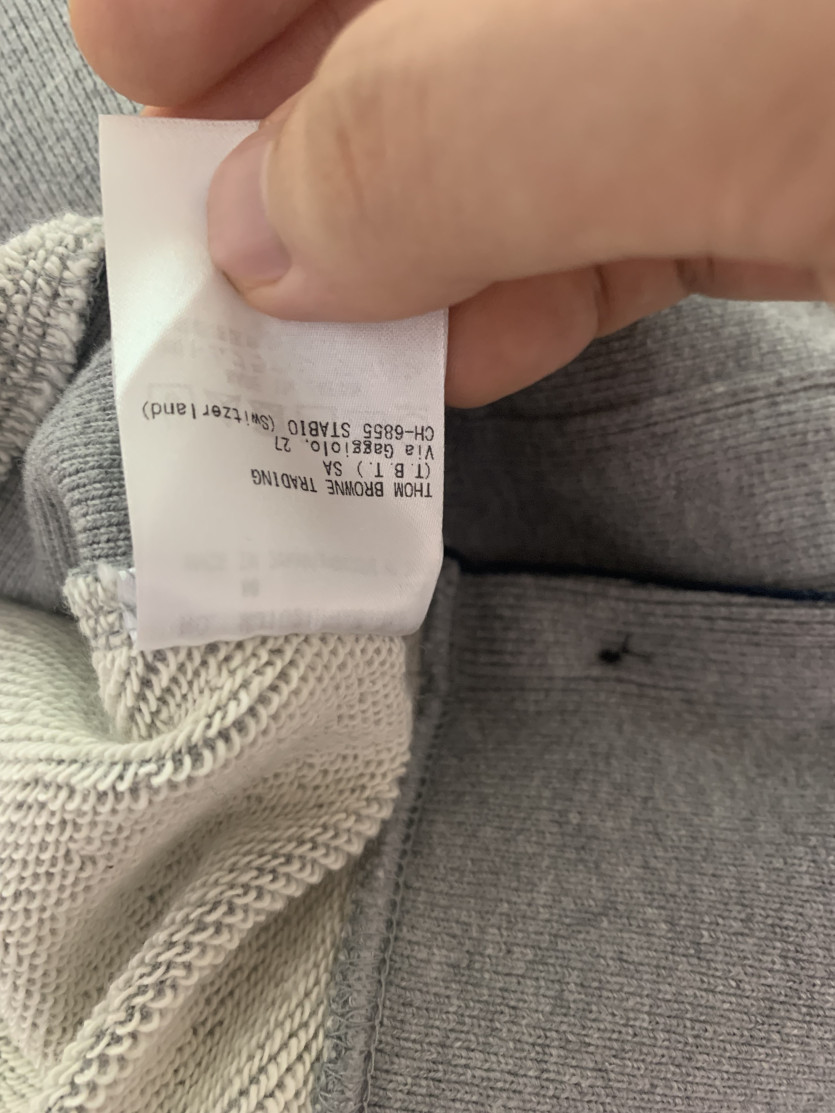 THOM BROWNE TRADING
(T.B.T.) SA
Via Gaggiolo, 27
CH-6855 STABIO (Switzerland)